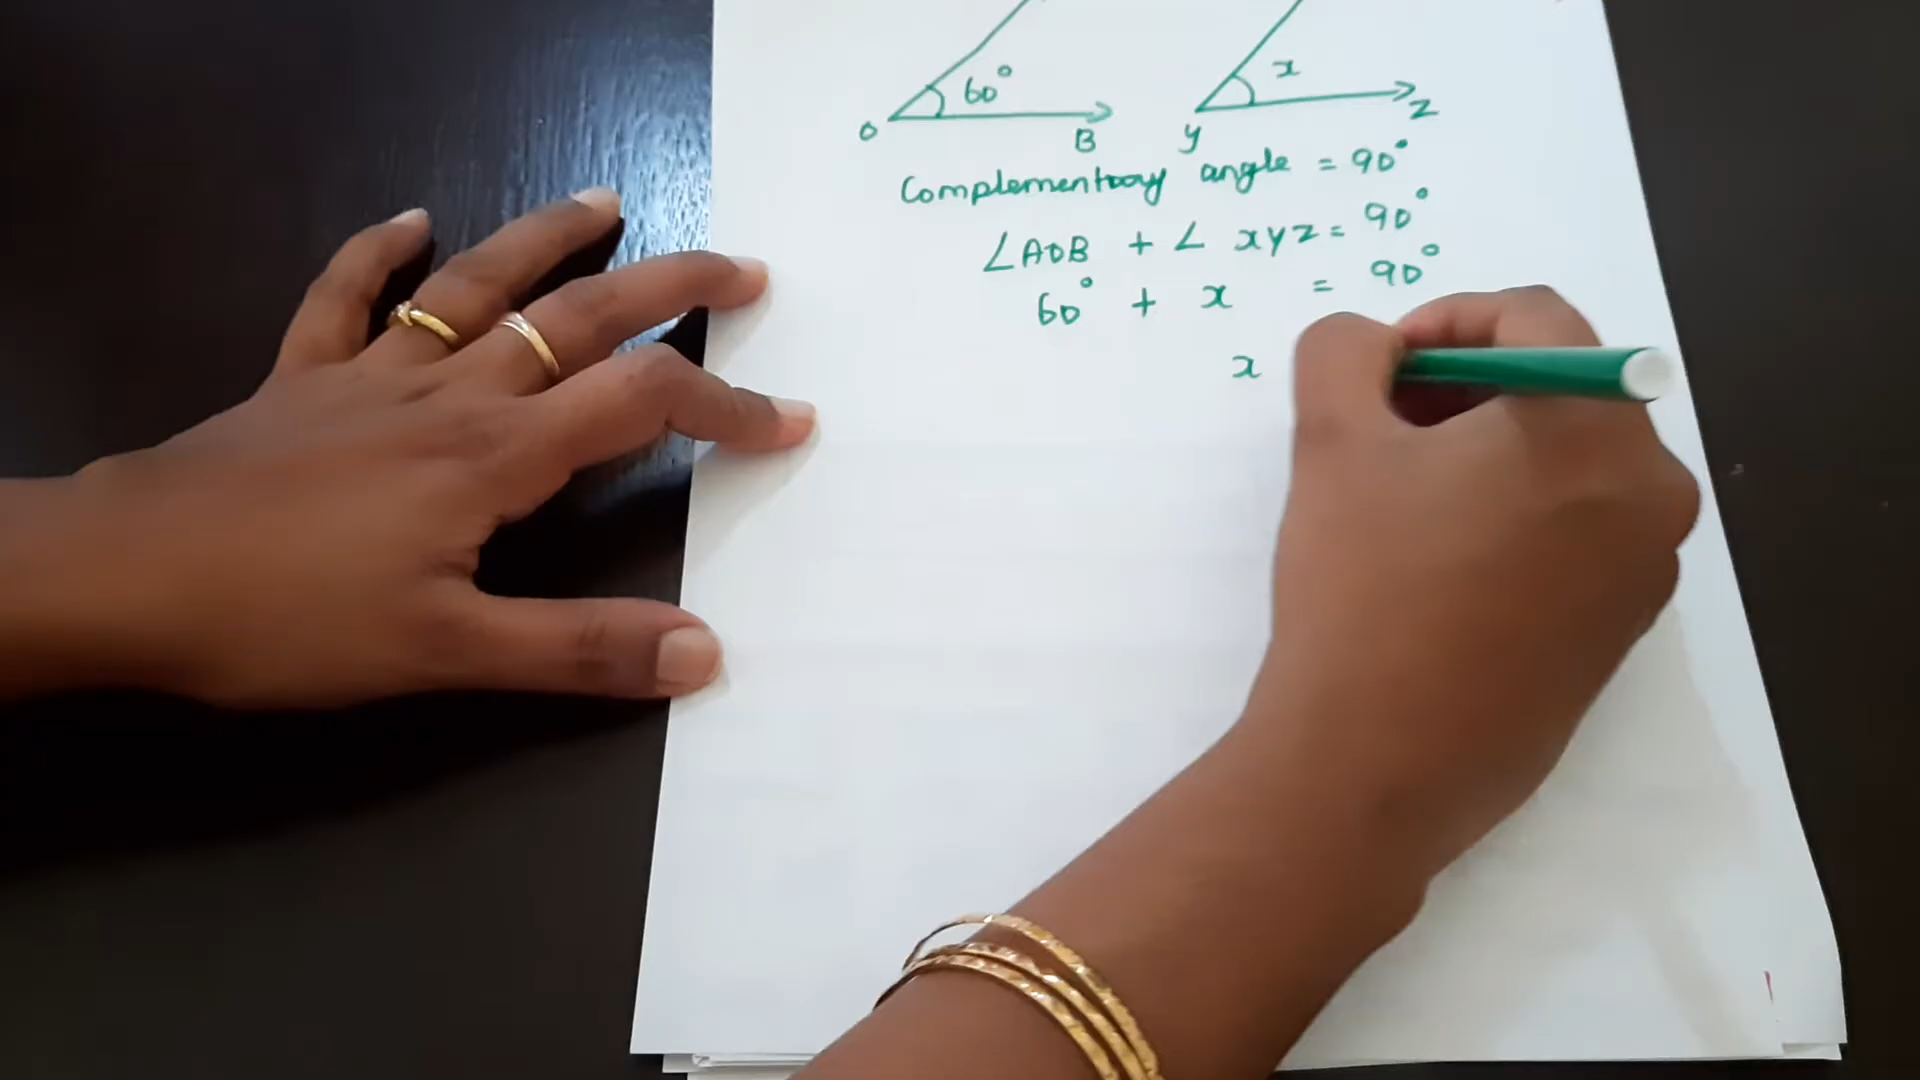 60° x
O B y z
Complementary angle = 90°
∠AOB + ∠ xyz = 90°
60° + x = 90°
x